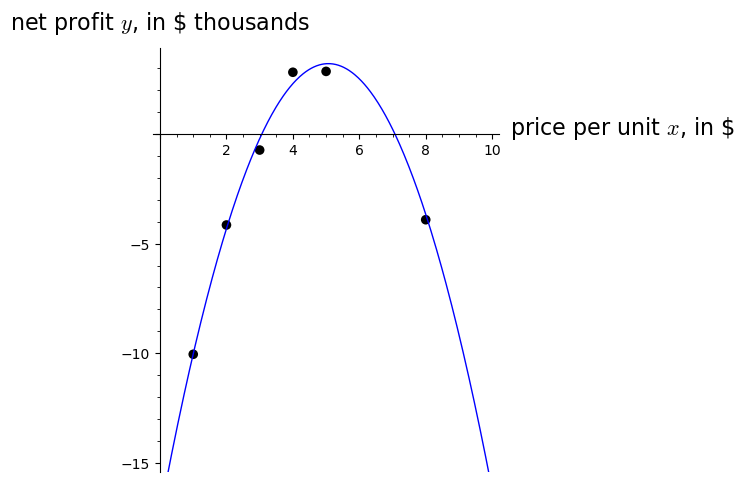 net profit y, in $ thousands
price per unit x, in $
2 4 6 8 10
−5
−10
−15